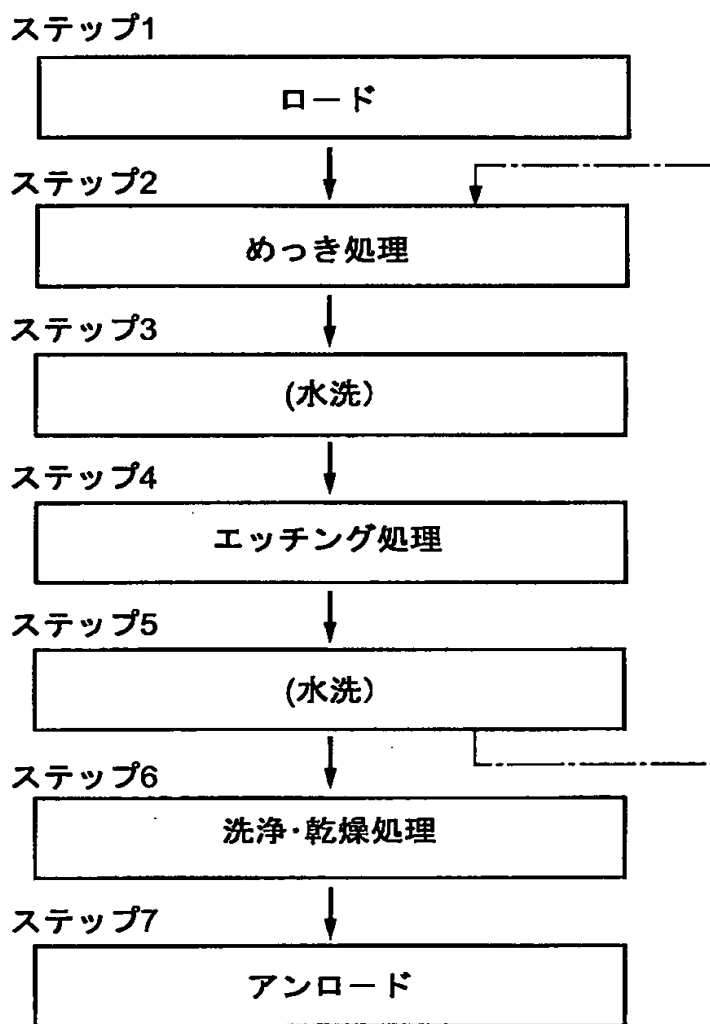 ステップ1
ロード
ステップ2
めっき処理
ステップ3
(水洗)
ステップ4
エッチング処理
ステップ5
(水洗)
ステップ6
洗浄・乾燥処理
ステップ7
アンロード